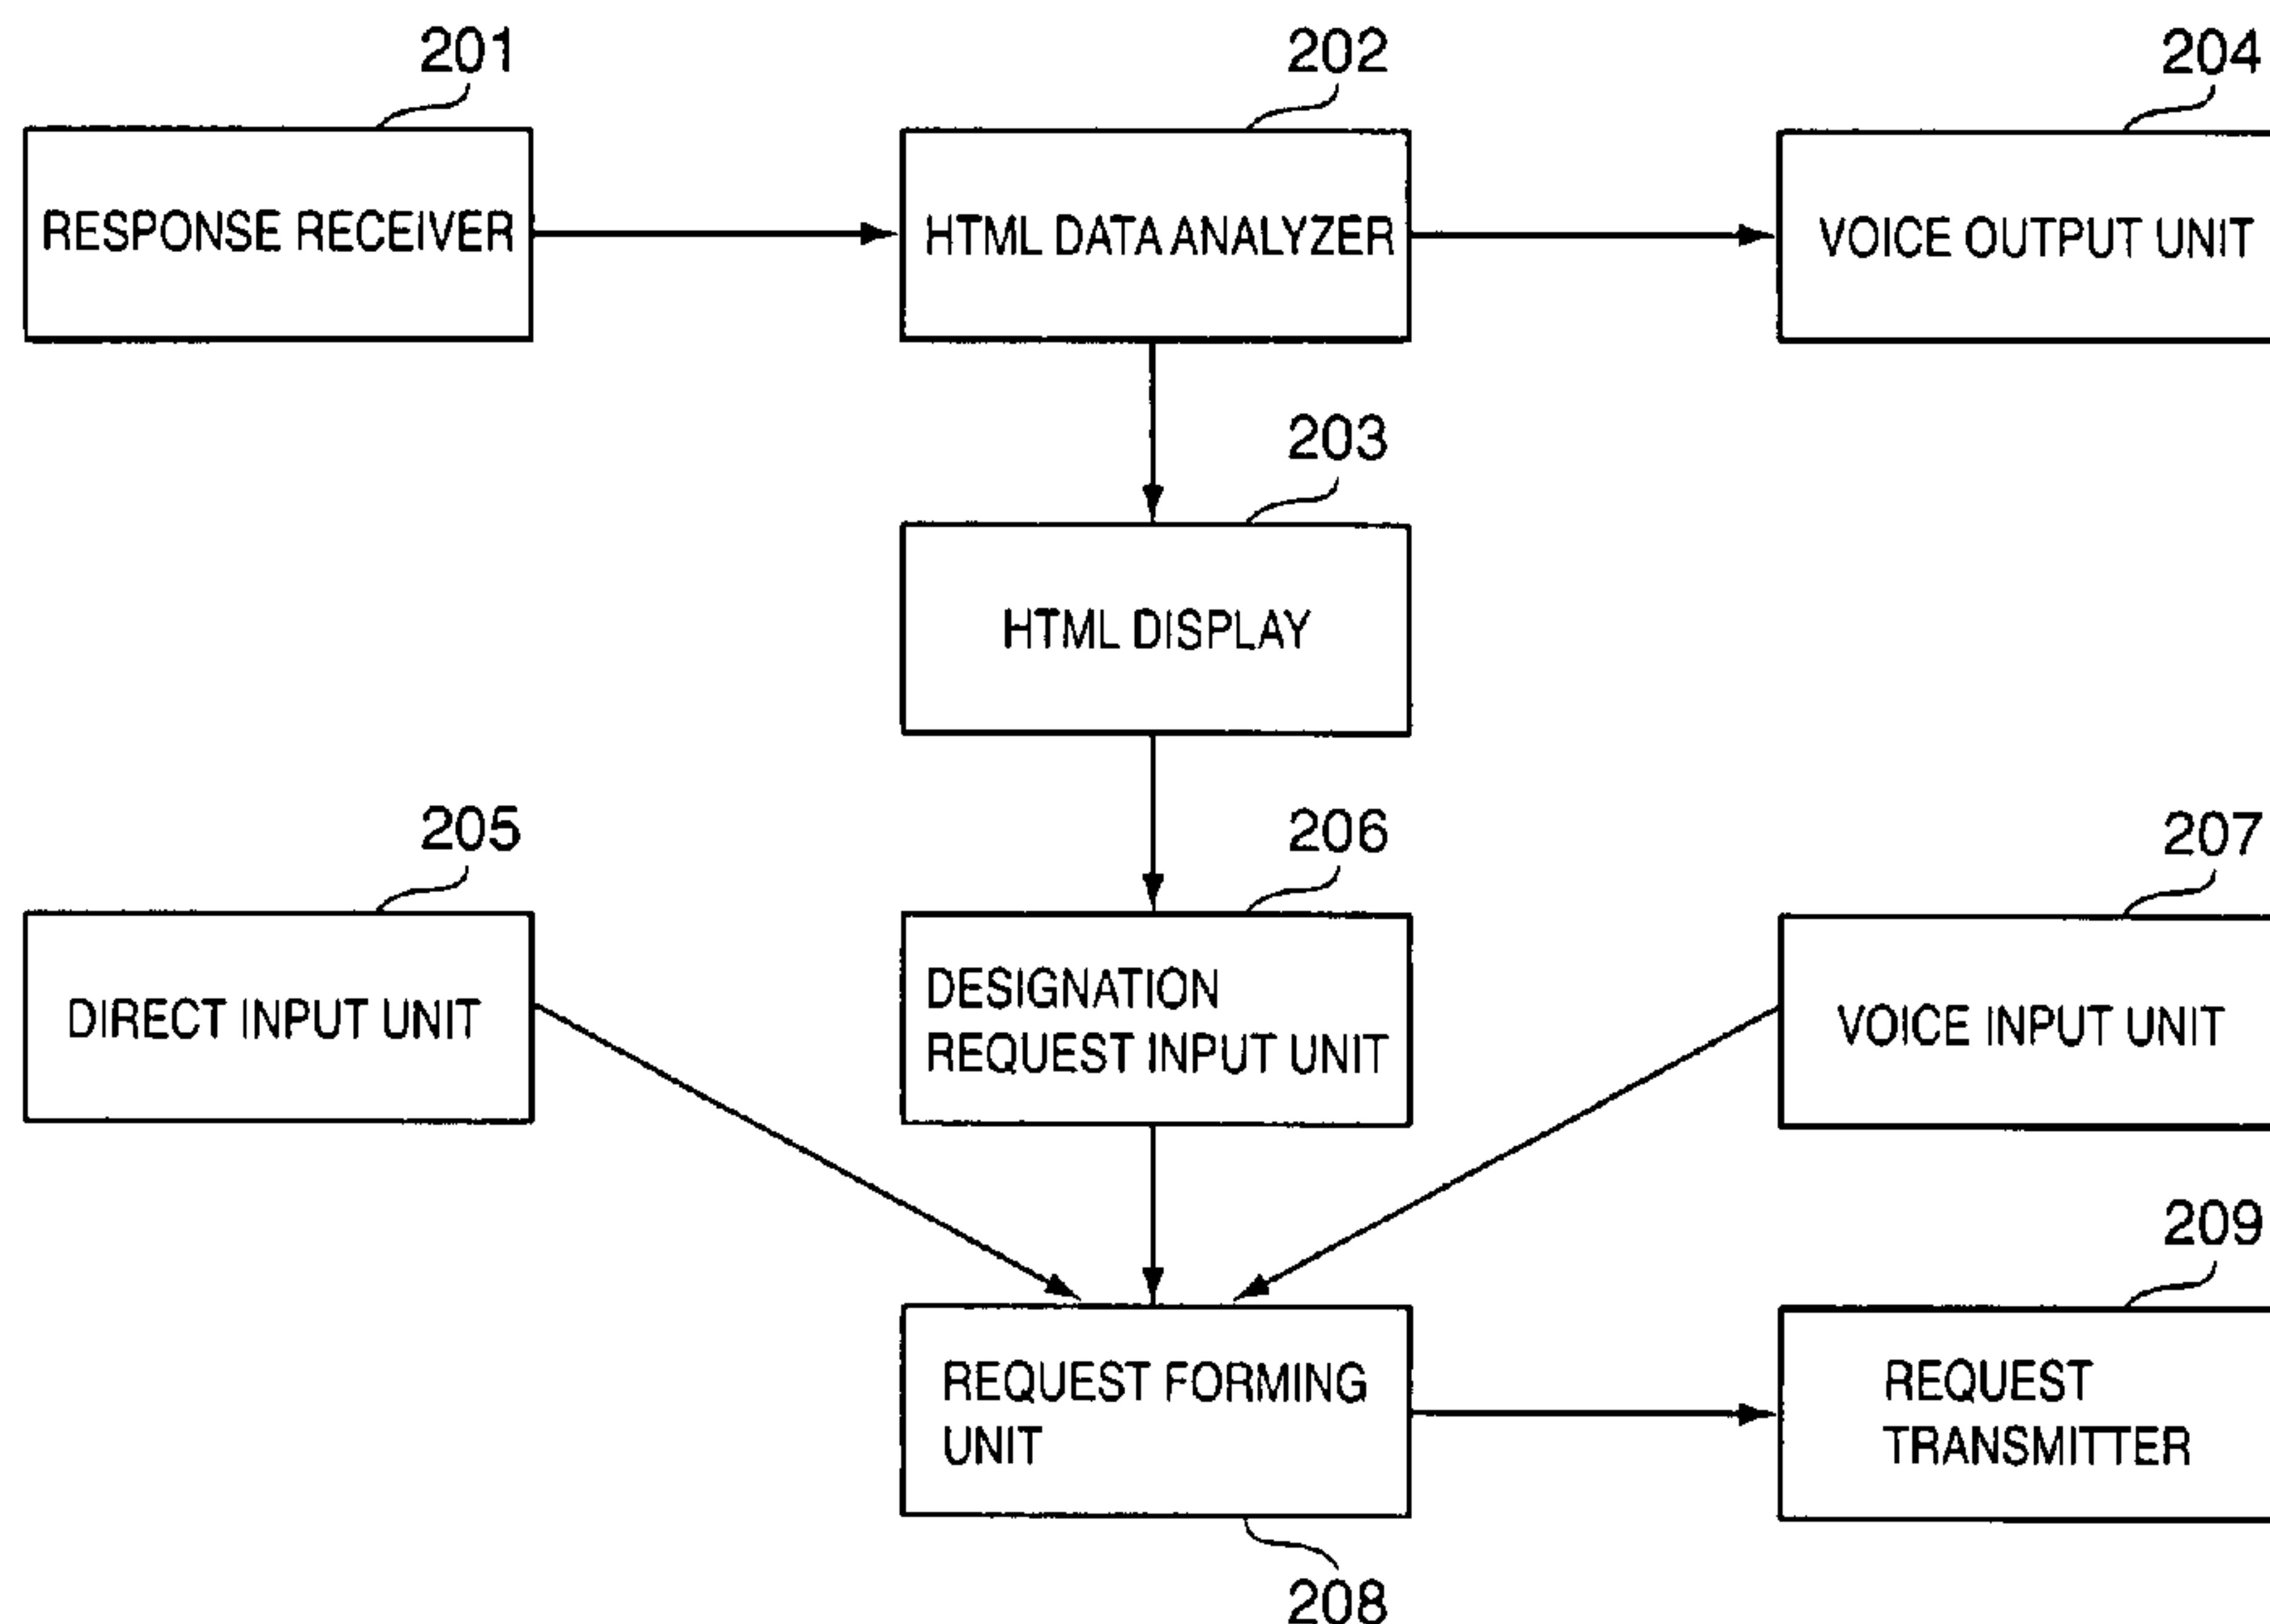 201
202
204
RESPONSE RECEIVER
HTML DATA ANALYZER
VOICE OUTPUT UNIT
203
HTML DISPLAY
205
206
207
DIRECT INPUT UNIT
DESIGNATION
REQUEST INPUT UNIT
VOICE INPUT UNIT
209
REQUEST FORMING
UNIT
REQUEST
TRANSMITTER
208